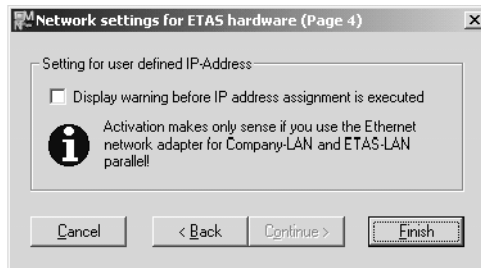 Network settings for ETAS hardware (Page 4)
Setting for user defined IP-Address
Display warning before IP address assignment is executed
Activation makes only sense if you use the Ethernet
network adapter for Company-LAN and ETAS-LAN
parallel!
Cancel
< Back
Continue >
Finish